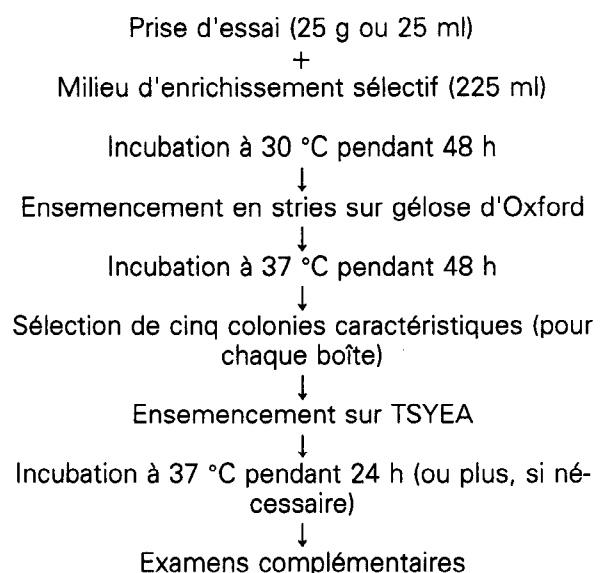 Prise d'essai (25 g ou 25 ml)
+
Milieu d'enrichissement sélectif (225 ml)
Incubation à 30 °C pendant 48 h
↓
Ensemencement en stries sur gélose d'Oxford
↓
Incubation à 37 °C pendant 48 h
↓
Sélection de cinq colonies caractéristiques (pour
chaque boîte)
↓
Ensemencement sur TSYEA
↓
Incubation à 37 °C pendant 24 h (ou plus, si né-
cessaire)
↓
Examens complémentaires